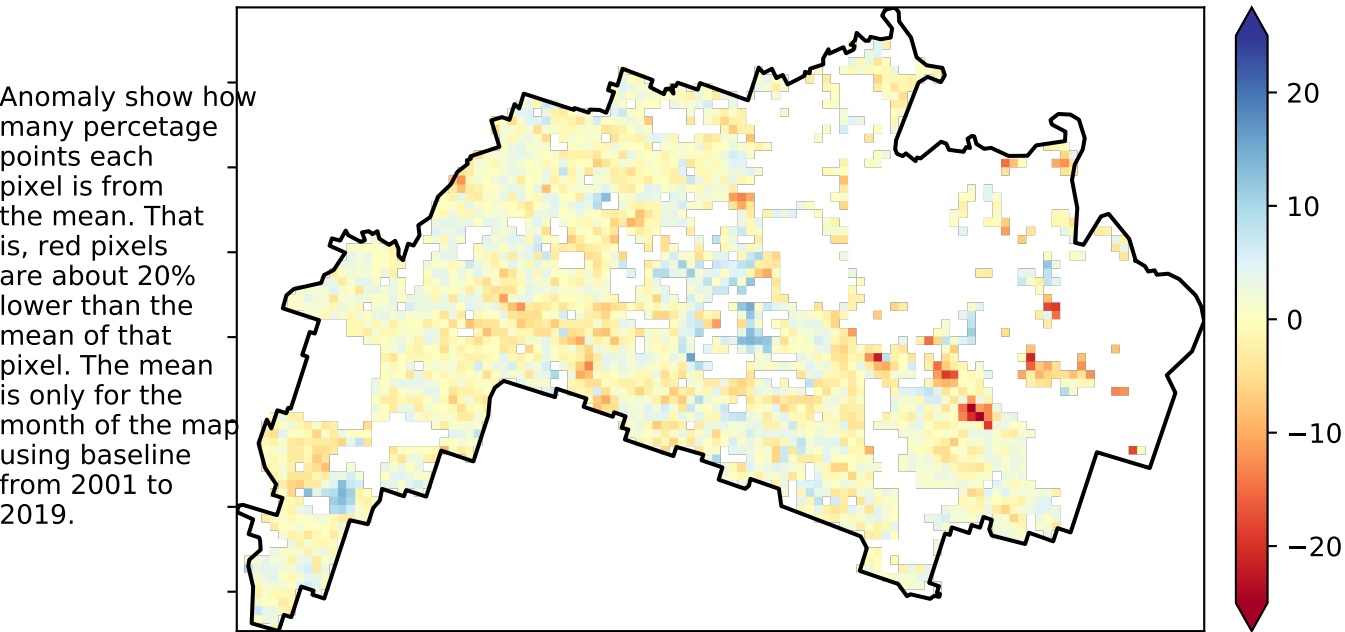 Anomaly show how
many percetage
points each
pixel is from
the mean. That
is, red pixels
are about 20%
lower than the
mean of that
pixel. The mean
is only for the
month of the map
using baseline
from 2001 to
2019.
20
10
0
−10
−20